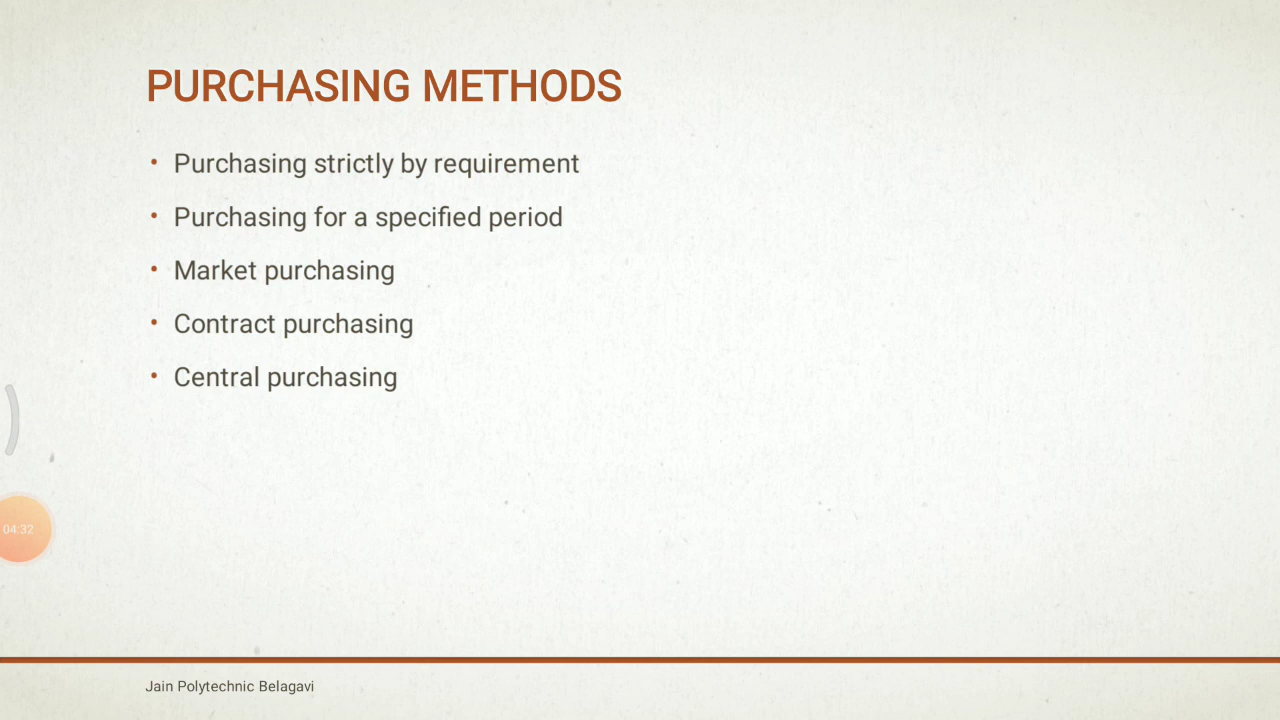 PURCHASING METHODS
• Purchasing strictly by requirement
• Purchasing for a specified period
• Market purchasing
• Contract purchasing
• Central purchasing
04:32
Jain Polytechnic Belagavi